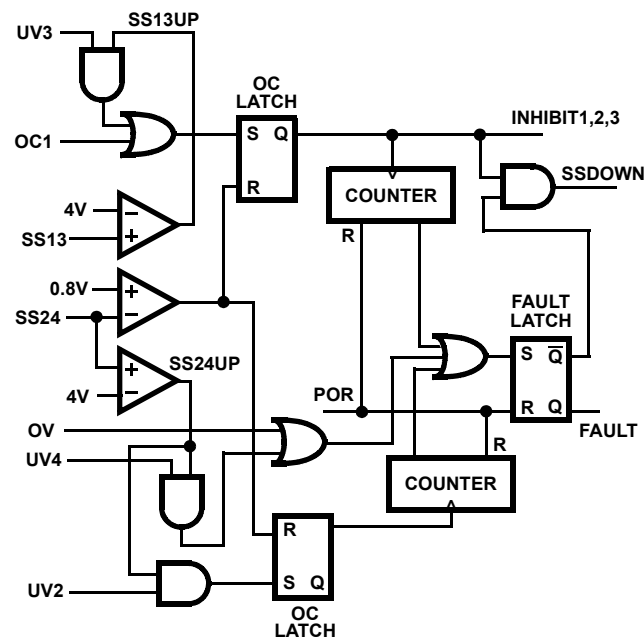 SS13UP
UV3
OC
LATCH
INHIBIT1,2,3
S Q
OC1
SSDOWN
R
COUNTER
4V
−
SS13
+
R
0.8V
+
FAULT
LATCH
SS24
−
+
SS24UP
S Q
4V
−
POR
R Q
OV
FAULT
R
UV4
COUNTER
R
S Q
UV2
OC
LATCH